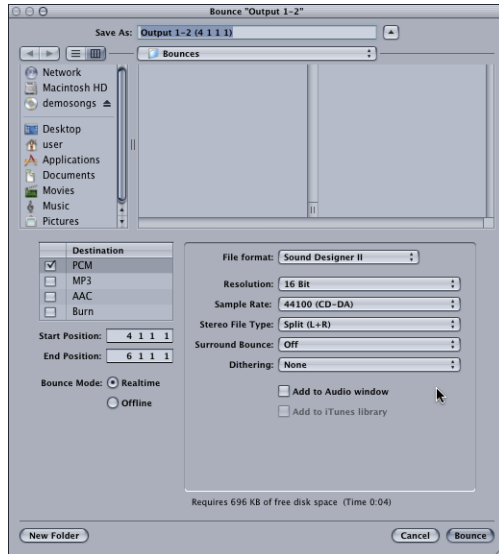 Bounce "Output 1-2"
Save As: Output 1-2 (4 1 1 1)
Bounces
Network
Macintosh HD
demosongs
Desktop
user
Applications
Documents
Movies
Music
Pictures
Destination
PCM
MP3
AAC
Burn
Start Position: 4 1 1 1
End Position: 6 1 1 1
Bounce Mode: Realtime
Offline
File format: Sound Designer II
Resolution: 16 Bit
Sample Rate: 44100 (CD-DA)
Stereo File Type: Split (L+R)
Surround Bounce: Off
Dithering: None
Add to Audio window
Add to iTunes library
Requires 696 KB of free disk space (Time 0:04)
New Folder
Cancel
Bounce